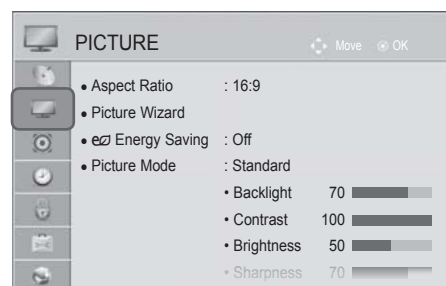 PICTURE
Move OK
• Aspect Ratio : 16:9
• Picture Wizard
• Energy Saving : Off
• Picture Mode : Standard
• Backlight 70
• Contrast 100
• Brightness 50
• Sharpness 70